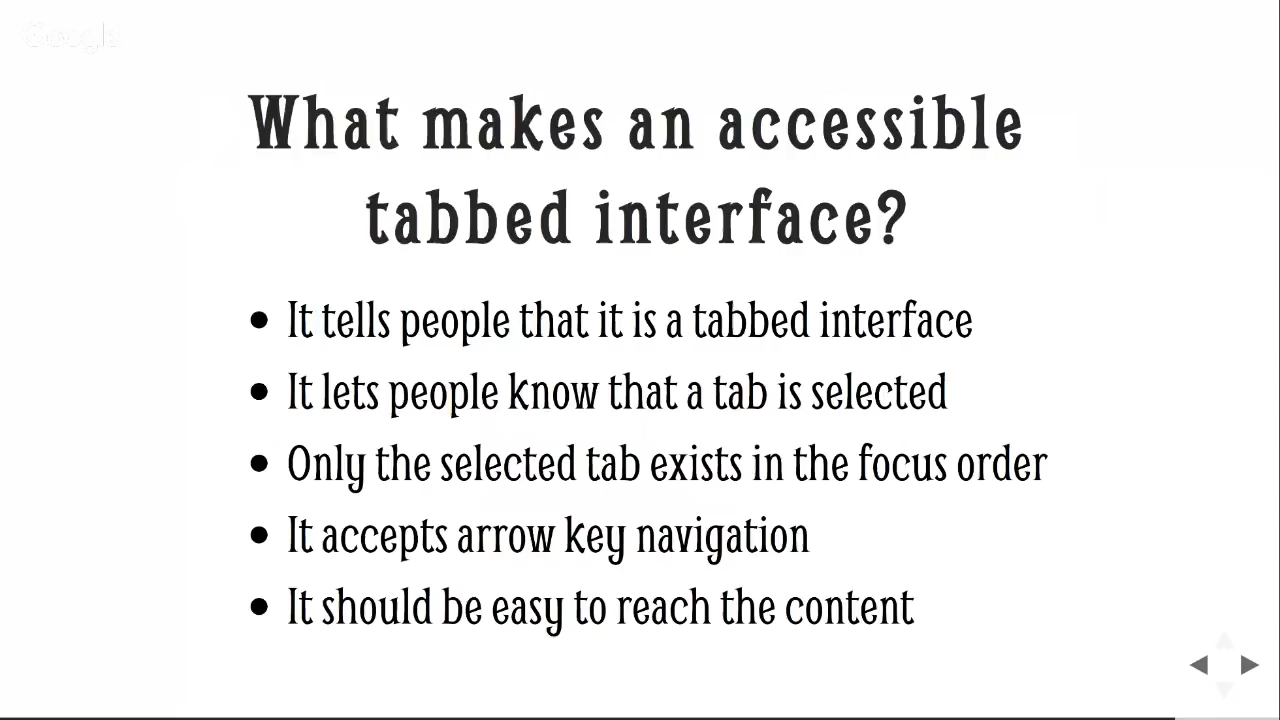 Google
What makes an accessible
tabbed interface?
It tells people that it is a tabbed interface
It lets people know that a tab is selected
Only the selected tab exists in the focus order
It accepts arrow key navigation
It should be easy to reach the content